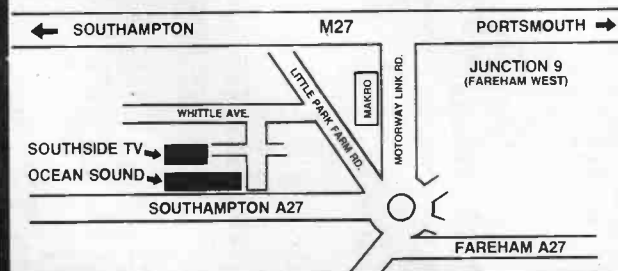 ← SOUTHAMPTON M27 PORTSMOUTH →
JUNCTION 9
(FAREHAM WEST)
LITTLE PARK FARM RD.
MAKRO
MOTORWAY LINK RD.
WHITTLE AVE.
SOUTHSIDE TV
OCEAN SOUND
SOUTHAMPTON A27
FAREHAM A27